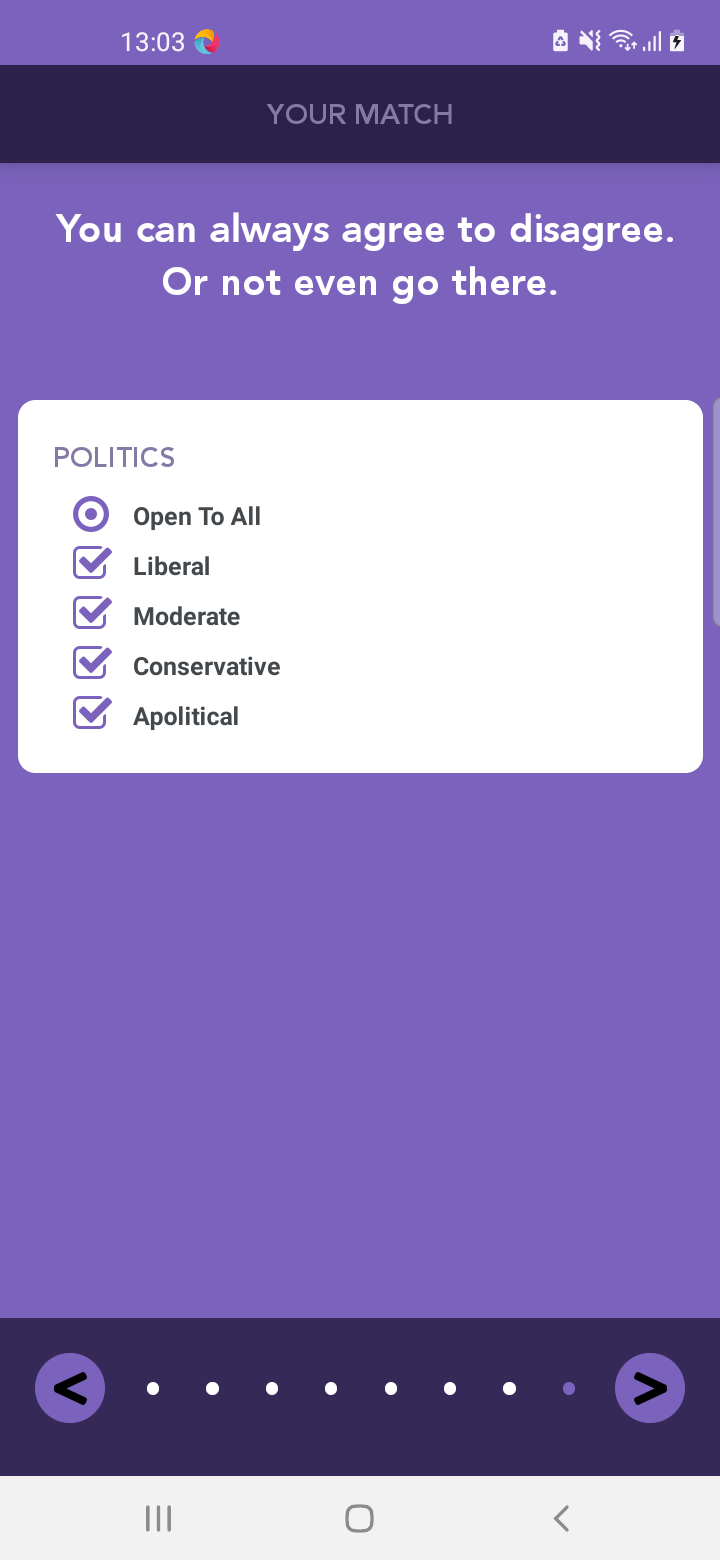 13:03
YOUR MATCH
You can always agree to disagree.
Or not even go there.
POLITICS
Open To All
Liberal
Moderate
Conservative
Apolitical